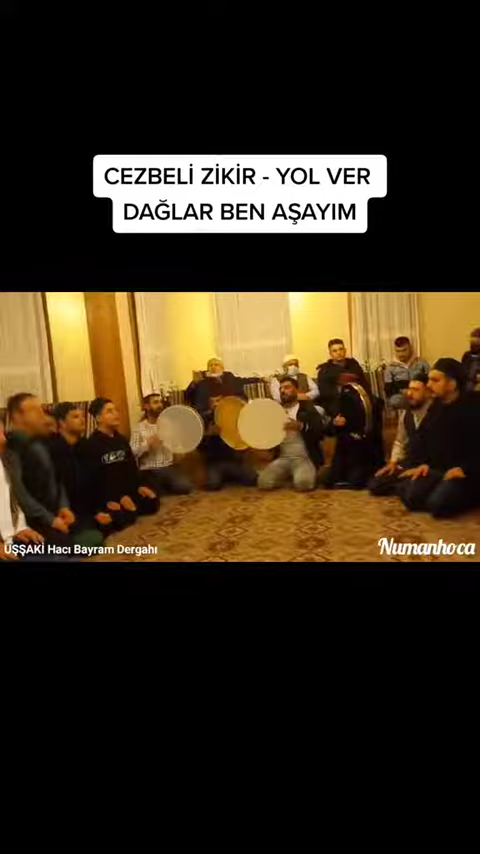 CEZBELİ ZİKİR - YOL VER
DAĞLAR BEN AŞAYIM
UŞŞAKİ Hacı Bayram Dergahı
Numanhoca